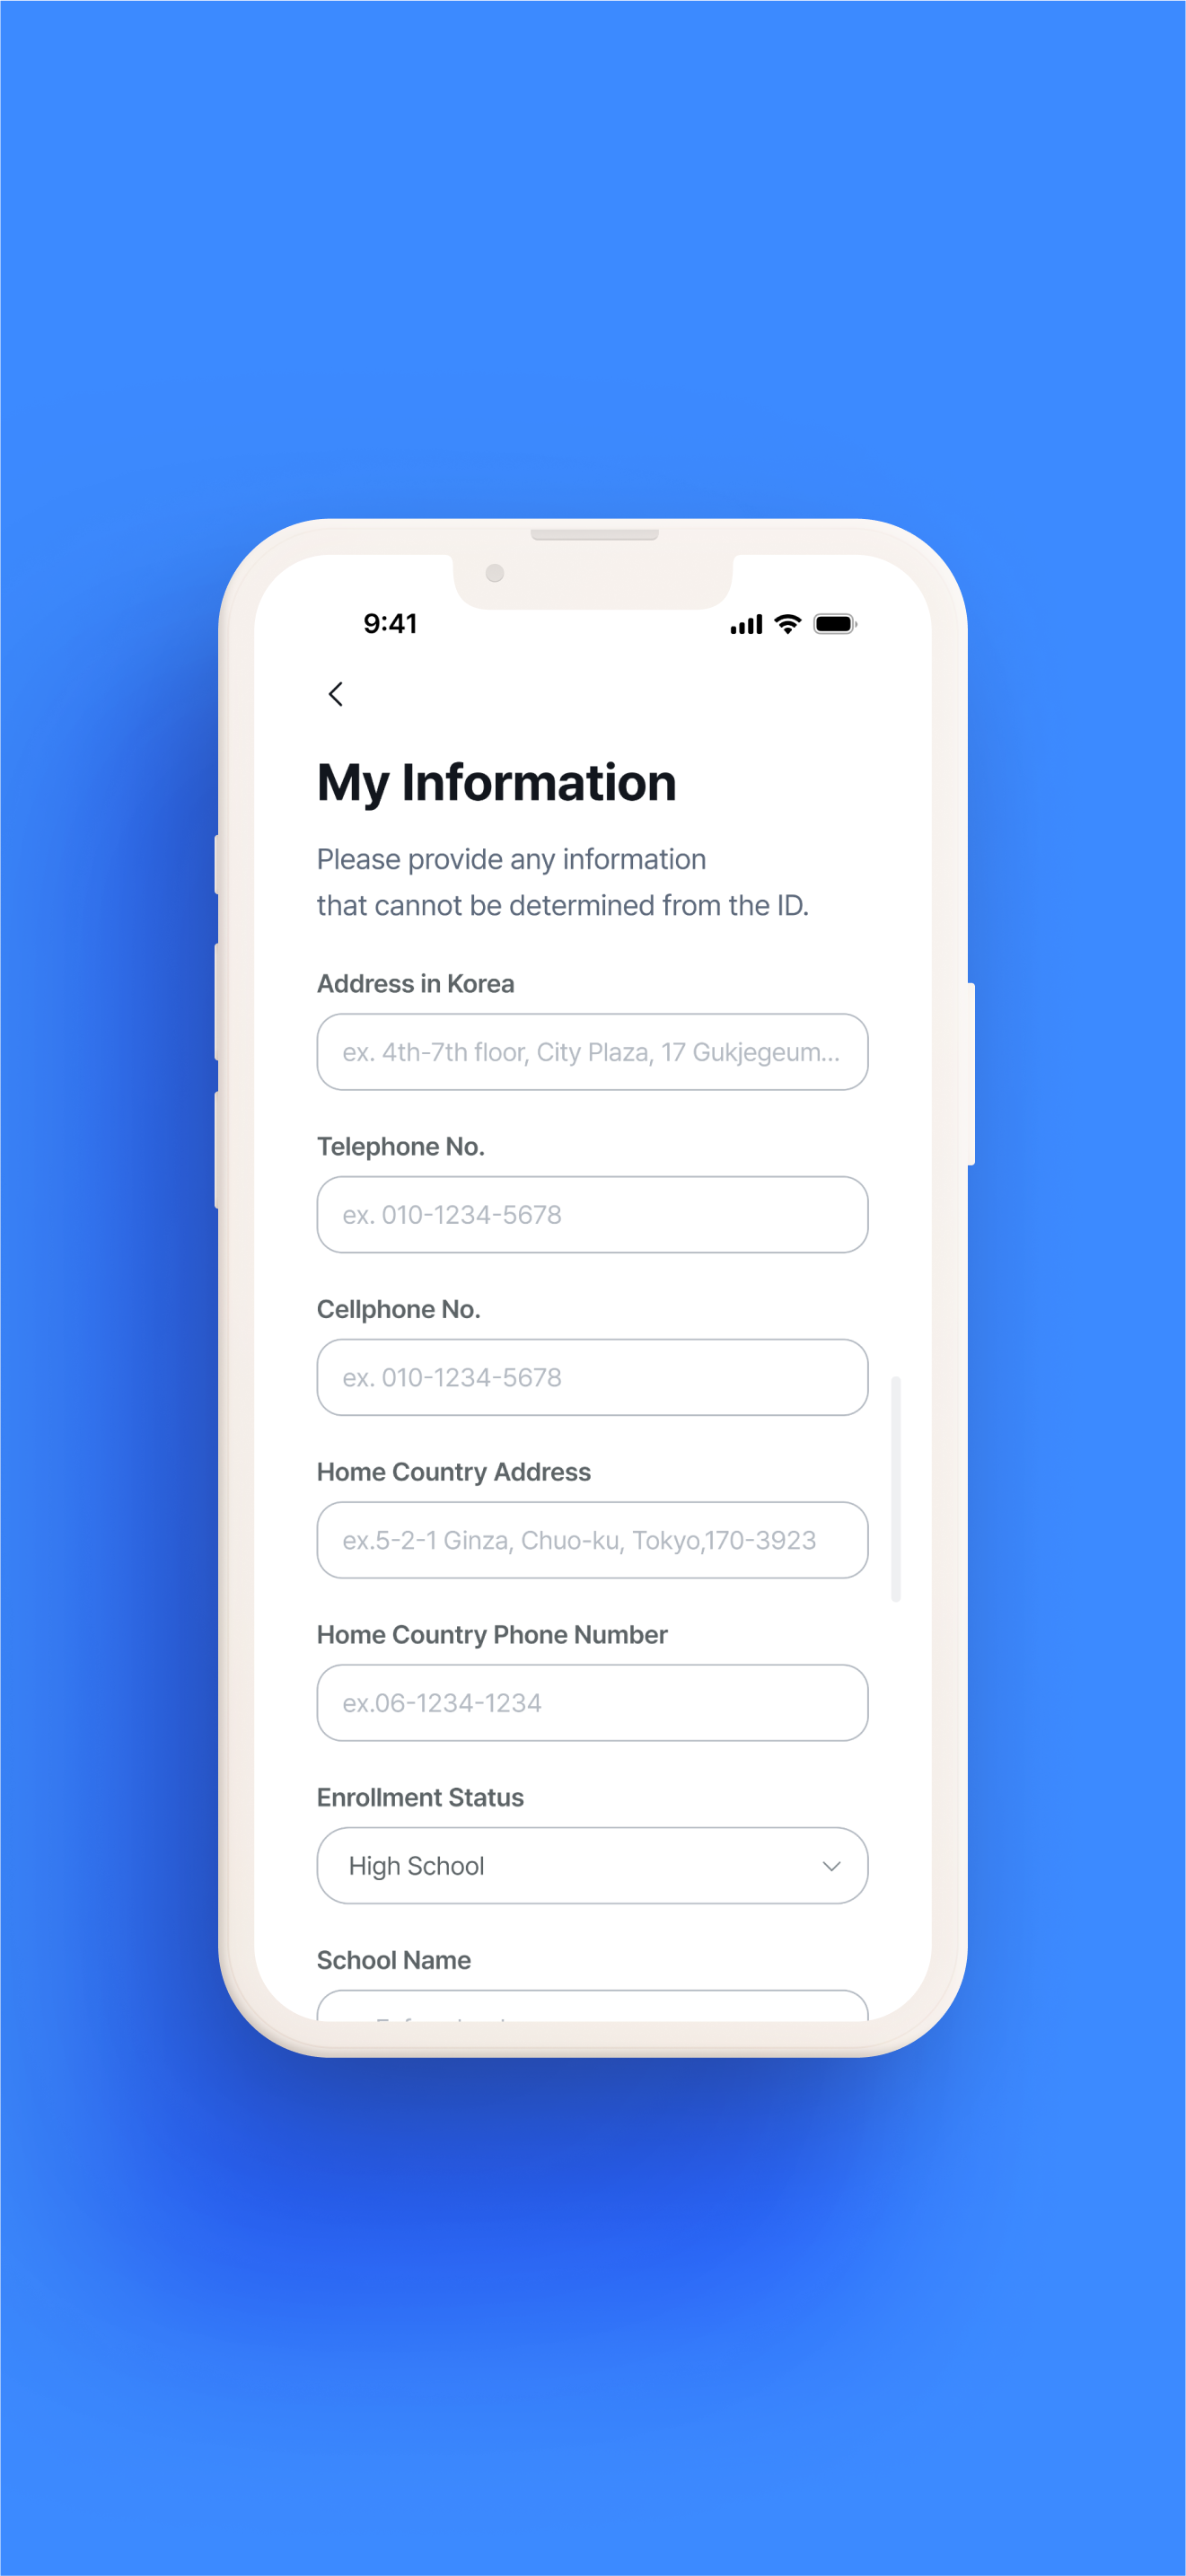 9:41
My Information
Please provide any information
that cannot be determined from the ID.
Address in Korea
ex. 4th-7th floor, City Plaza, 17 Gukjegeum...
Telephone No.
ex. 010-1234-5678
Cellphone No.
ex. 010-1234-5678
Home Country Address
ex.5-2-1 Ginza, Chuo-ku, Tokyo,170-3923
Home Country Phone Number
ex.06-1234-1234
Enrollment Status
High School
School Name